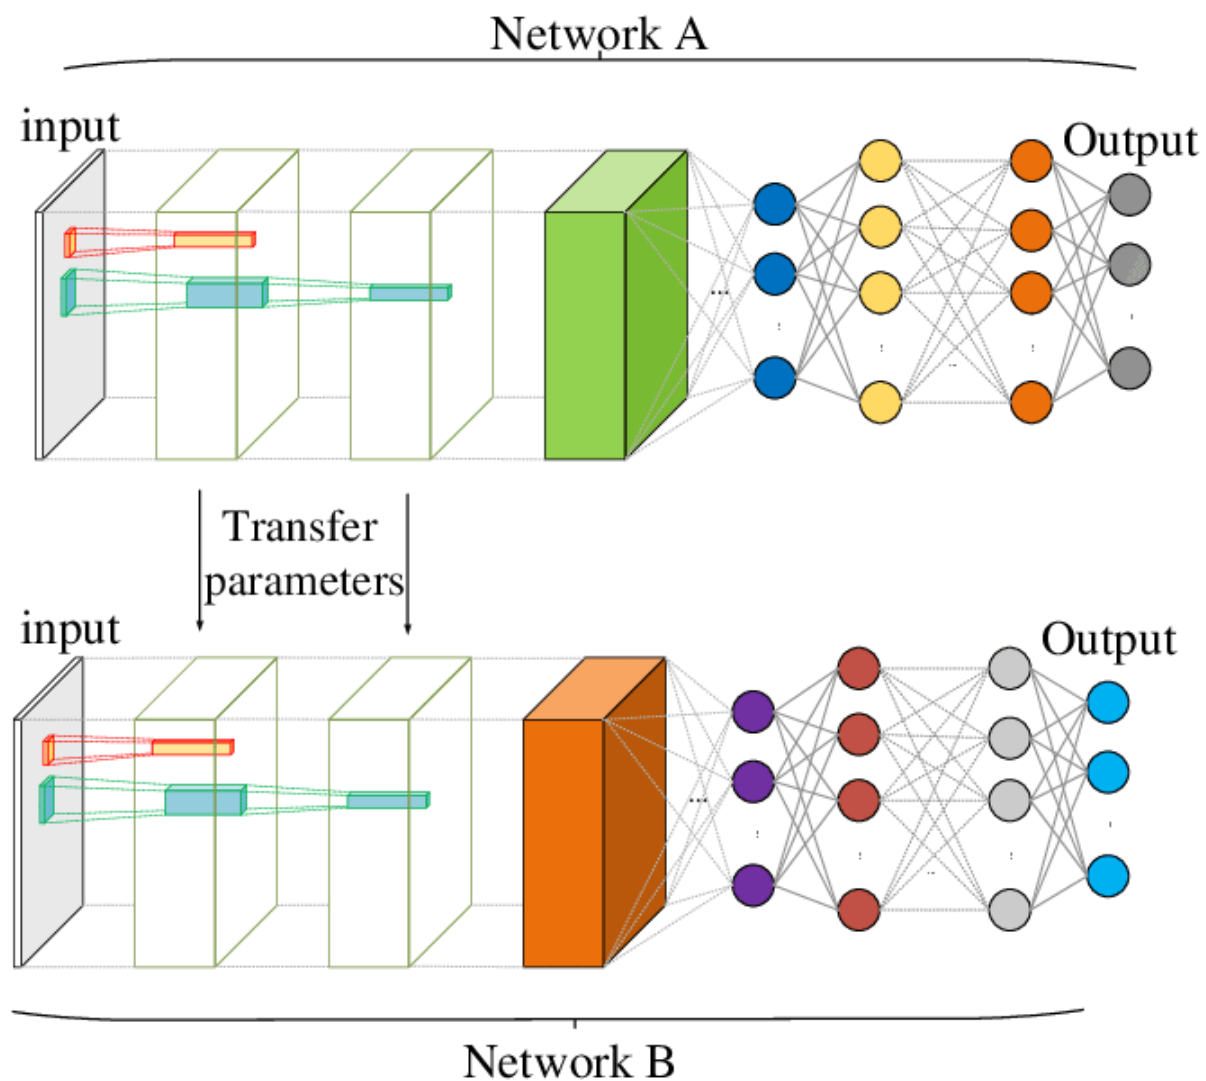 Network A
input
Output
...
Transfer
parameters
input
Output
...
Network B